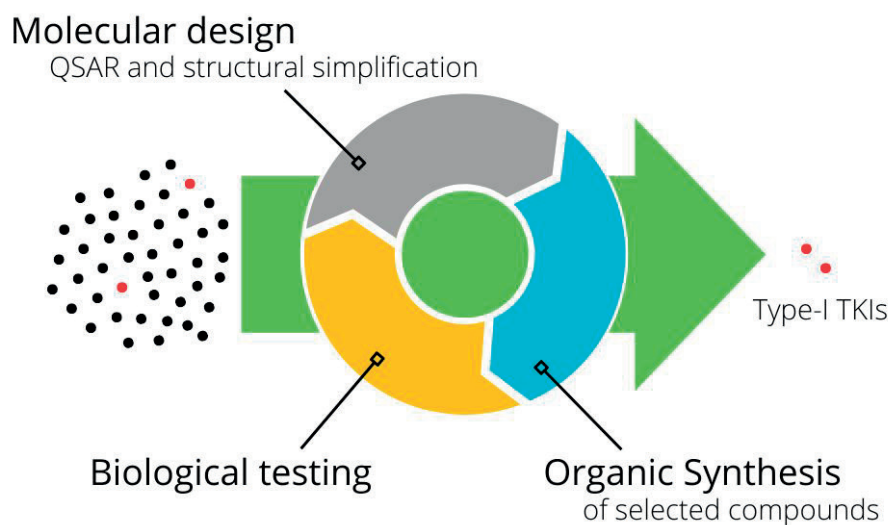 Molecular design
QSAR and structural simplification
Type-I TKIs
Biological testing
Organic Synthesis
of selected compounds